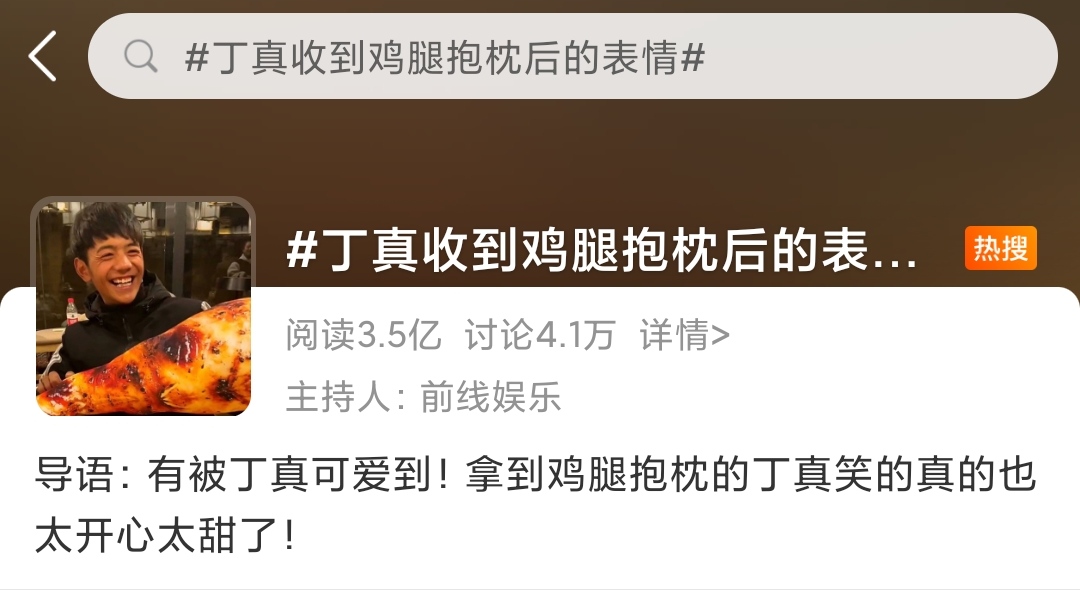 #丁真收到鸡腿抱枕后的表情#
#丁真收到鸡腿抱枕后的表... 热搜
阅读3.5亿 讨论4.1万 详情>
主持人：前线娱乐
导语：有被丁真可爱到！拿到鸡腿抱枕的丁真笑的真的也
太开心太甜了！